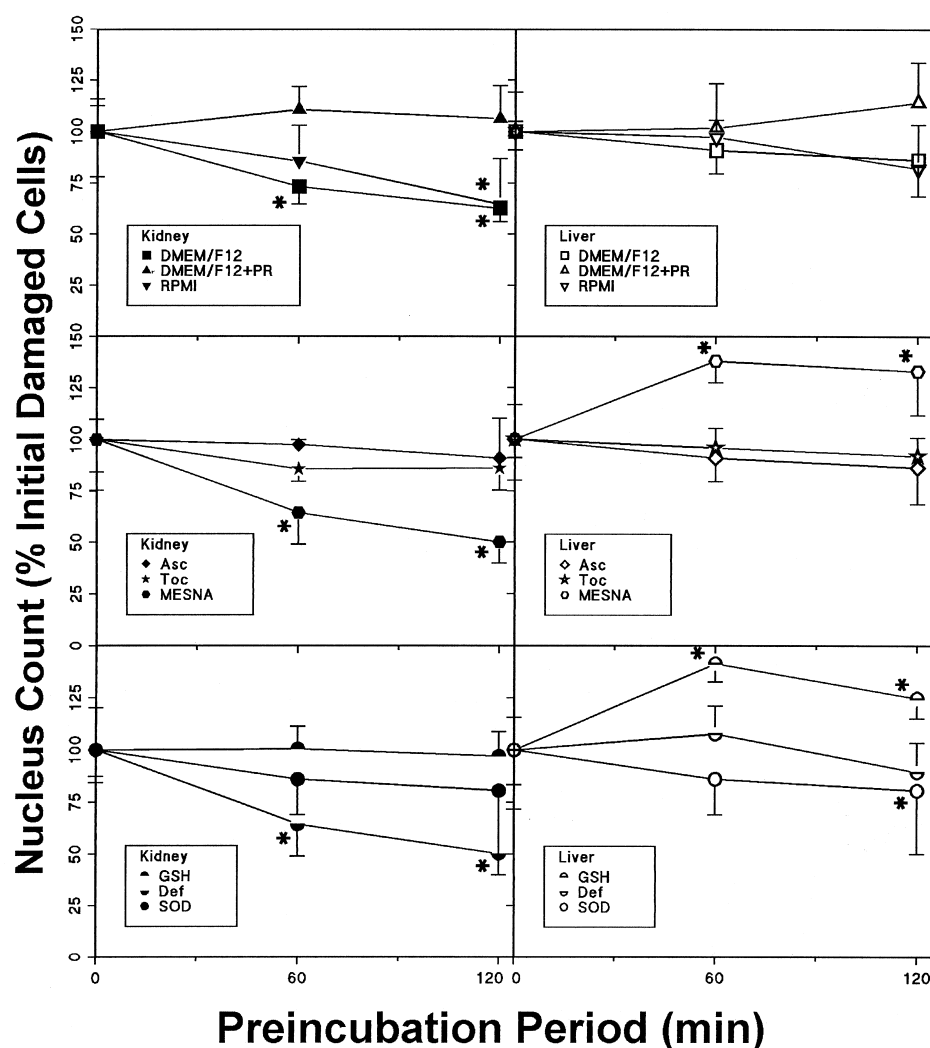 Nucleus Count (% Initial Damaged Cells)
150
125
100
75
50
25
*
*
*
Kidney
DMEM/F12
DMEM/F12+PR
RPMI
Liver
DMEM/F12
DMEM/F12+PR
RPMI
150
125
100
75
50
25
0
*
*
Kidney
Asc
Toc
MESNA
*
*
Liver
Asc
Toc
MESNA
125
100
75
50
25
0
*
*
Kidney
GSH
Def
SOD
*
*
*
Liver
GSH
Def
SOD
0 60 120 0 60 120
Preincubation Period (min)